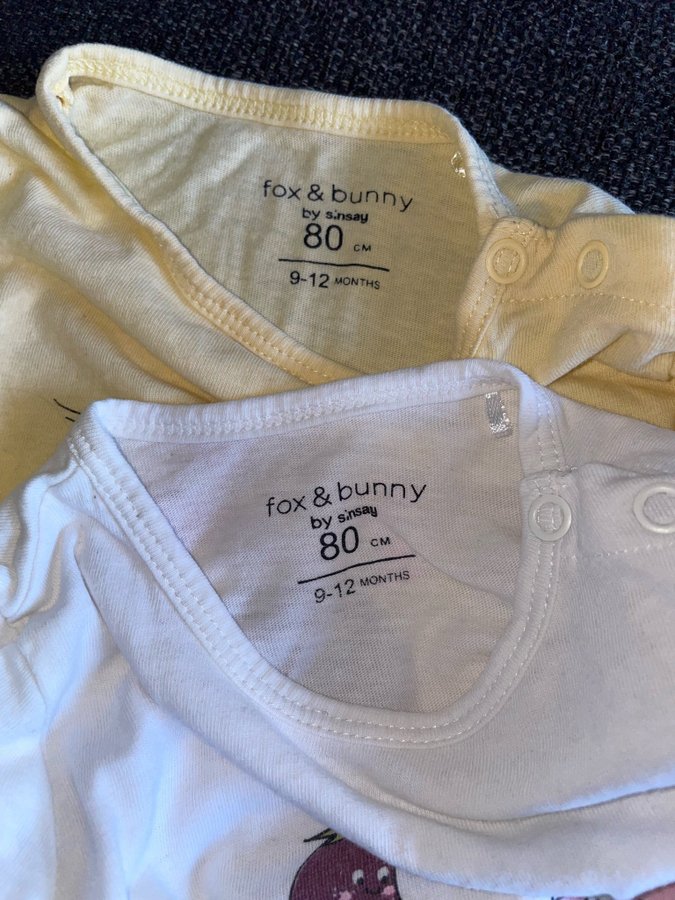 fox & bunny
by sinsay
80 CM
9-12 MONTHS
fox & bunny
by sinsay
80 CM
9-12 MONTHS